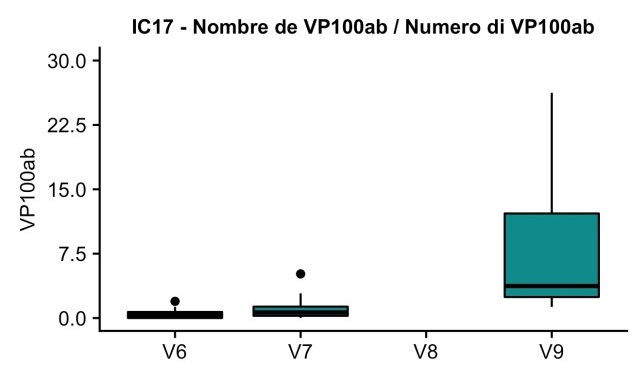 IC17 - Nombre de VP100ab / Numero di VP100ab
30.0
22.5
15.0
7.5
0.0
VP100ab
V6 V7 V8 V9